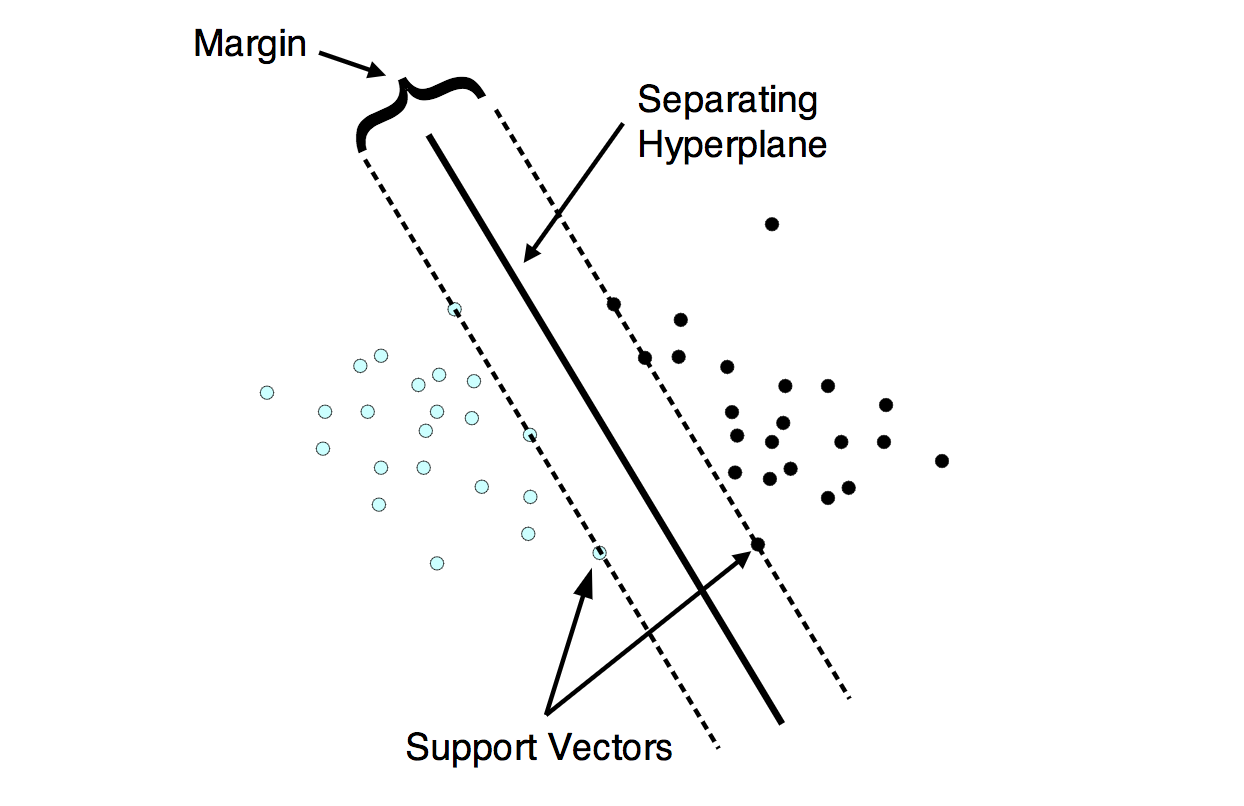 Margin
Separating
Hyperplane
Support Vectors